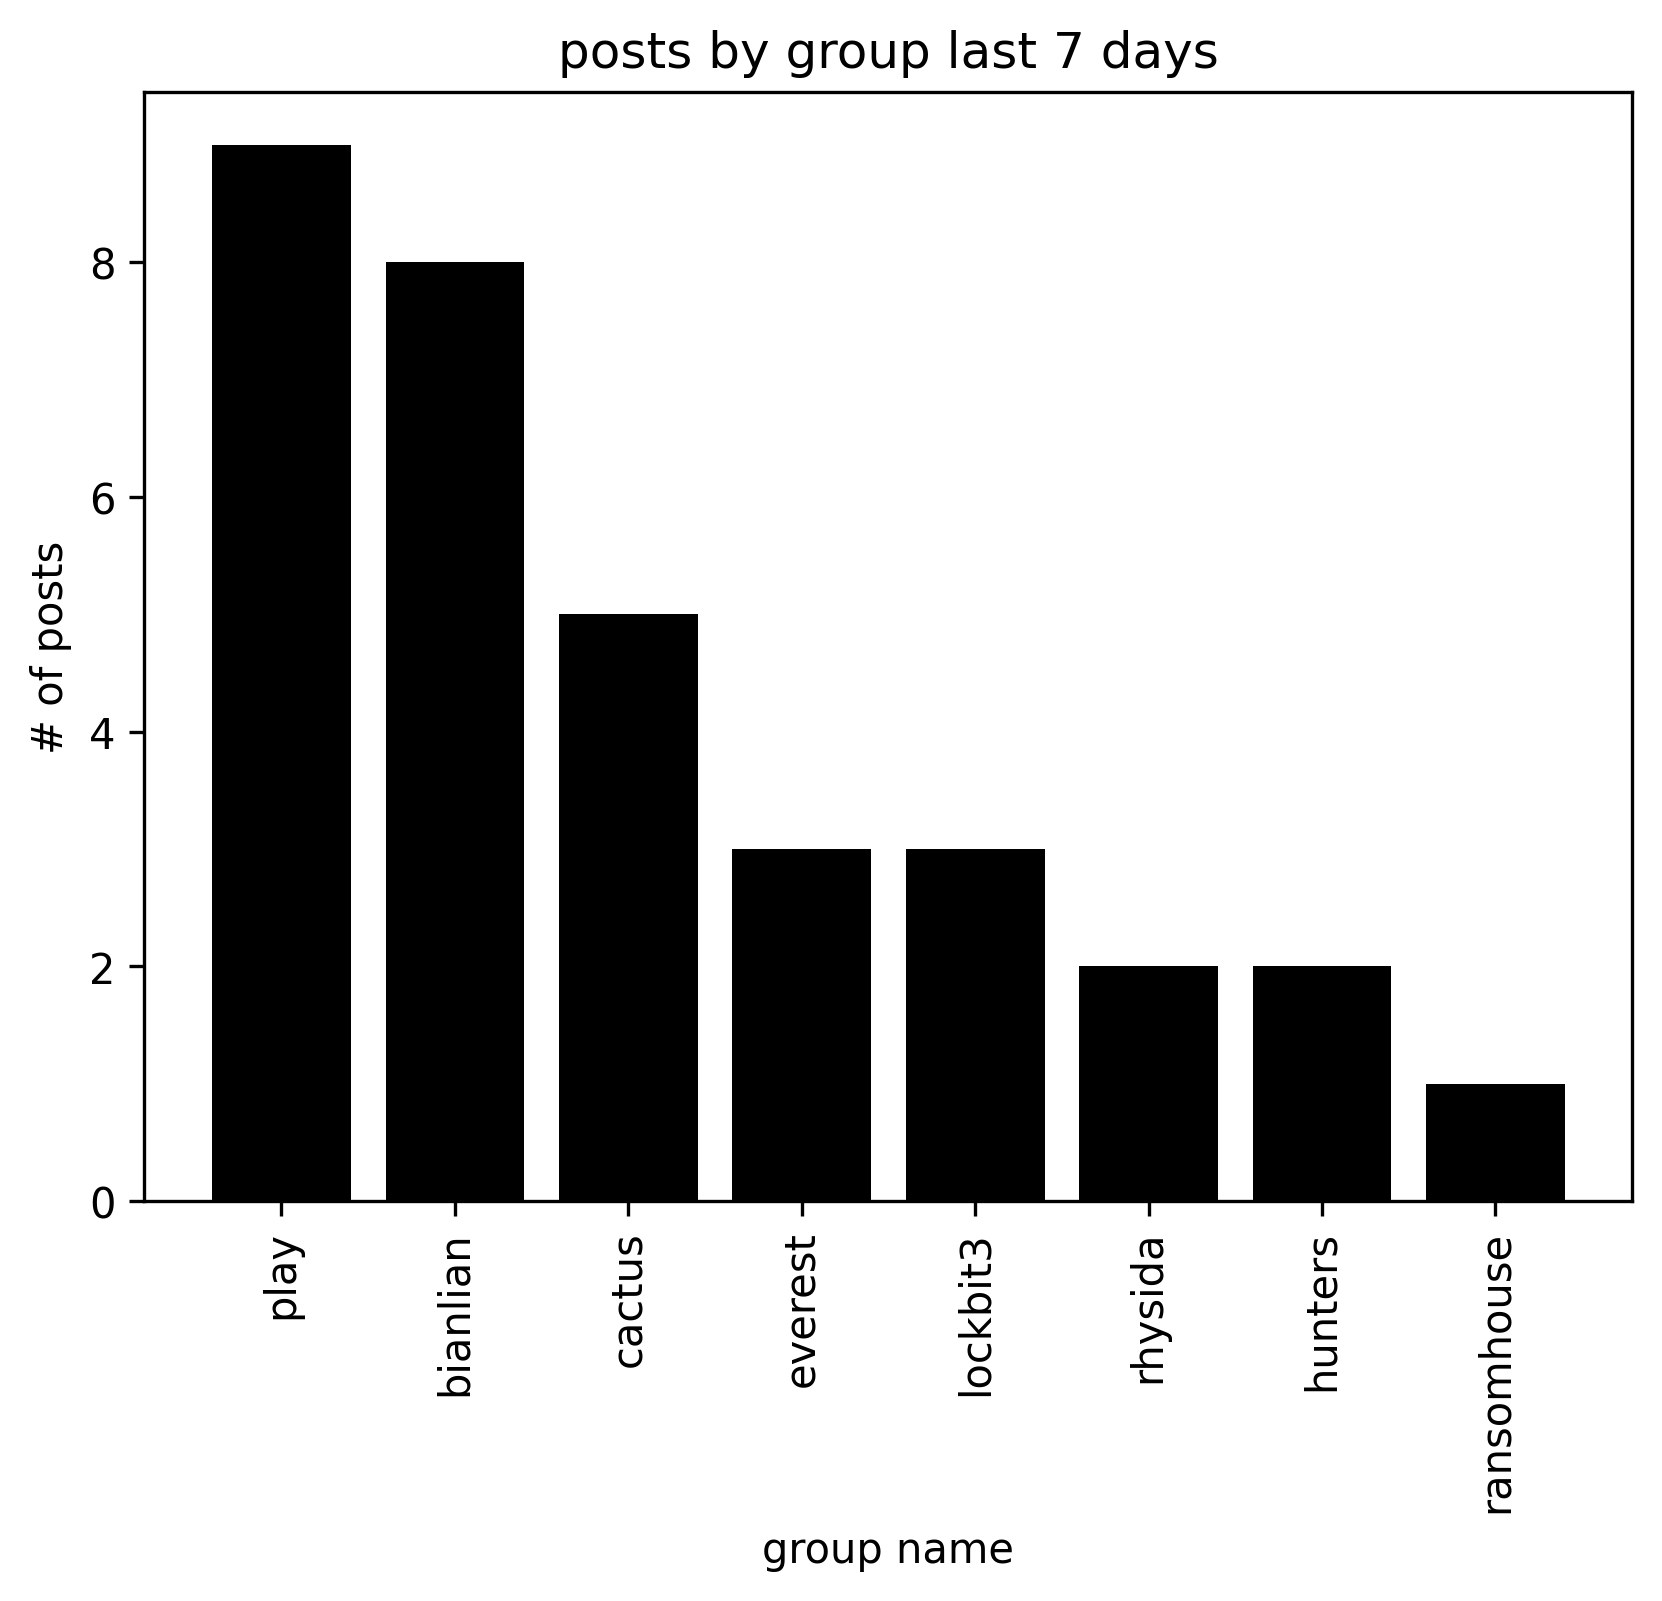 posts by group last 7 days
# of posts
8
6
4
2
0
play
bianlian
cactus
everest
lockbit3
rhysida
hunters
ransomhouse
group name